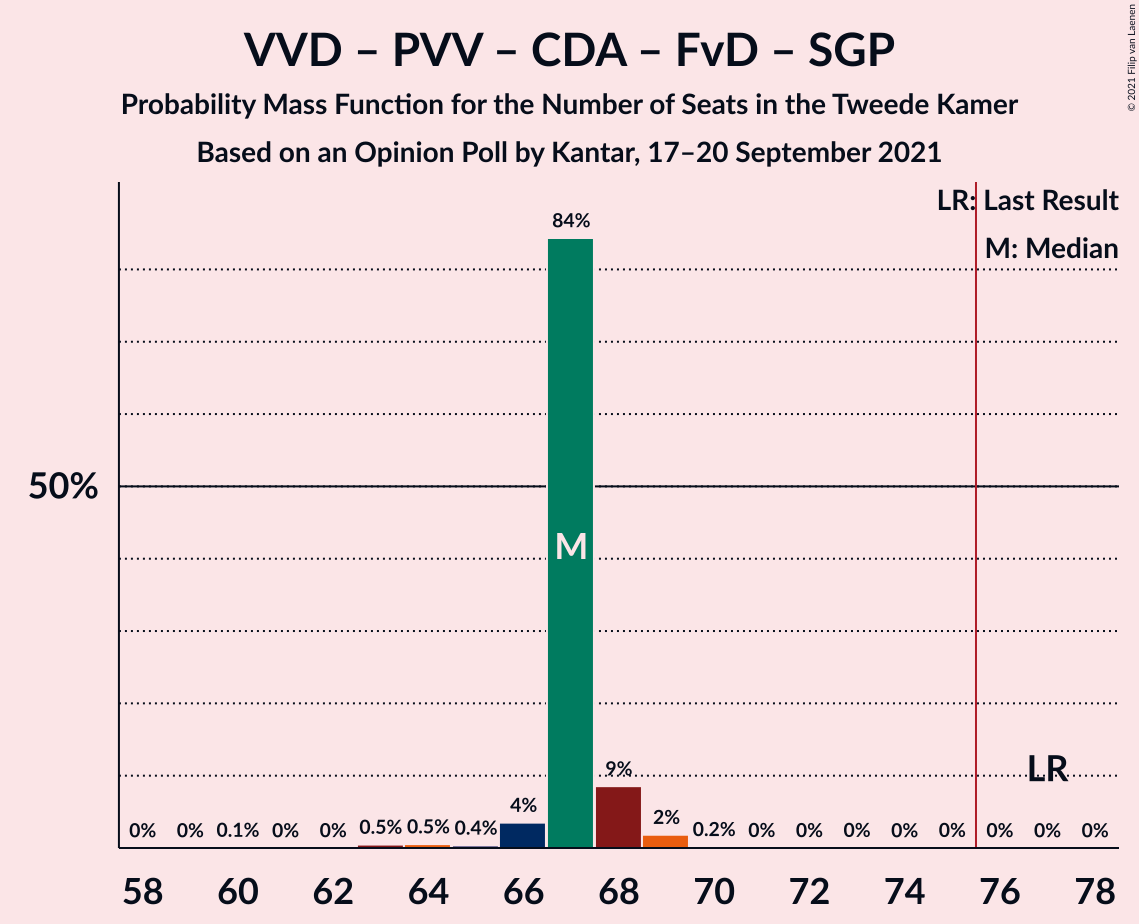 VVD – PVV – CDA – FvD – SGP
Probability Mass Function for the Number of Seats in the Tweede Kamer
Based on an Opinion Poll by Kantar, 17–20 September 2021
© 2021 Filip van Laenen
LR: Last Result
M: Median
84%
50%
M
9%
LR
4%
2%
0% 0% 0.1% 0% 0% 0.5% 0.5% 0.4% 0.2% 0% 0% 0% 0% 0% 0% 0% 0%
58 60 62 64 66 68 70 72 74 76 78